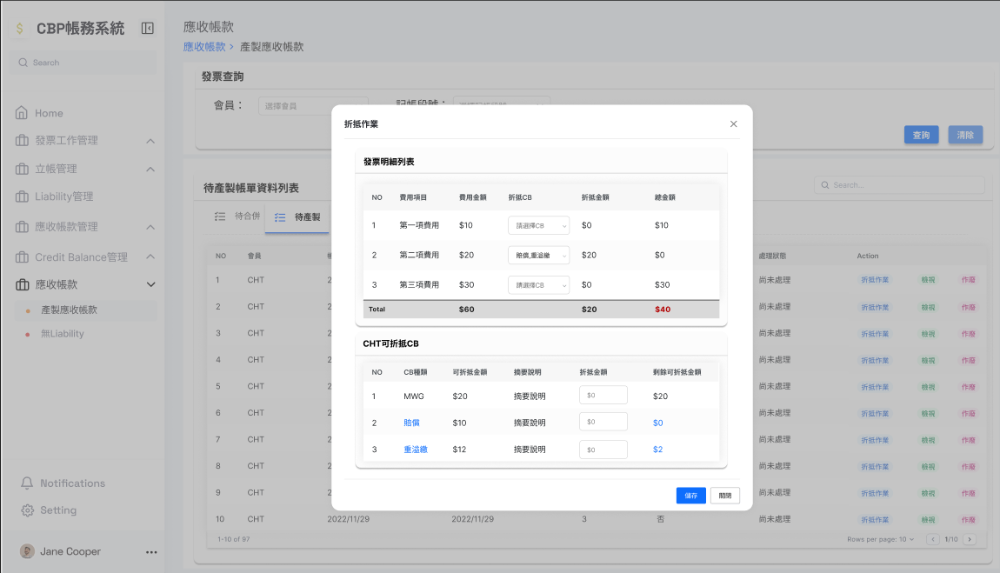 $ CBP帳務系統
Search
Home
發票工作管理
立帳管理
Liability管理
應收帳款管理
Credit Balance管理
應收帳款
產製應收帳款
無Liability
Notifications
Setting
Jane Cooper
應收帳款
應收帳款 > 產製應收帳款
發票查詢
會員： 選擇會員 記帳段號：
查詢 清除
待產製帳單資料列表
Search...
待合併 待產製
NO 會員 處理狀態 Action
1 CHT 2 尚未處理 折抵作業 檢視 作廢
2 CHT 2 尚未處理 折抵作業 檢視 作廢
3 CHT 2 尚未處理 折抵作業 檢視 作廢
4 CHT 2 尚未處理 折抵作業 檢視 作廢
5 CHT 2 尚未處理 折抵作業 檢視 作廢
6 CHT 2 尚未處理 折抵作業 檢視 作廢
7 CHT 2 尚未處理 折抵作業 檢視 作廢
8 CHT 2 尚未處理 折抵作業 檢視 作廢
9 CHT 2 尚未處理 折抵作業 檢視 作廢
10 CHT 2022/11/29 2022/11/29 3 否 尚未處理 折抵作業 檢視 作廢
1-10 of 97 Rows per page: 10 < 1/10 >
折抵作業
發票明細列表
NO 費用項目 費用金額 折抵CB 折抵金額 總金額
1 第一項費用 $10 請選擇CB $0 $10
2 第二項費用 $20 賠償,重溢繳 $20 $0
3 第三項費用 $30 請選擇CB $0 $30
Total $60 $20 $40
CHT可折抵CB
NO CB種類 可折抵金額 摘要說明 折抵金額 剩餘可折抵金額
1 MWG $20 摘要說明 $0 $20
2 賠償 $10 摘要說明 $0 $0
3 重溢繳 $12 摘要說明 $0 $2
儲存 關閉